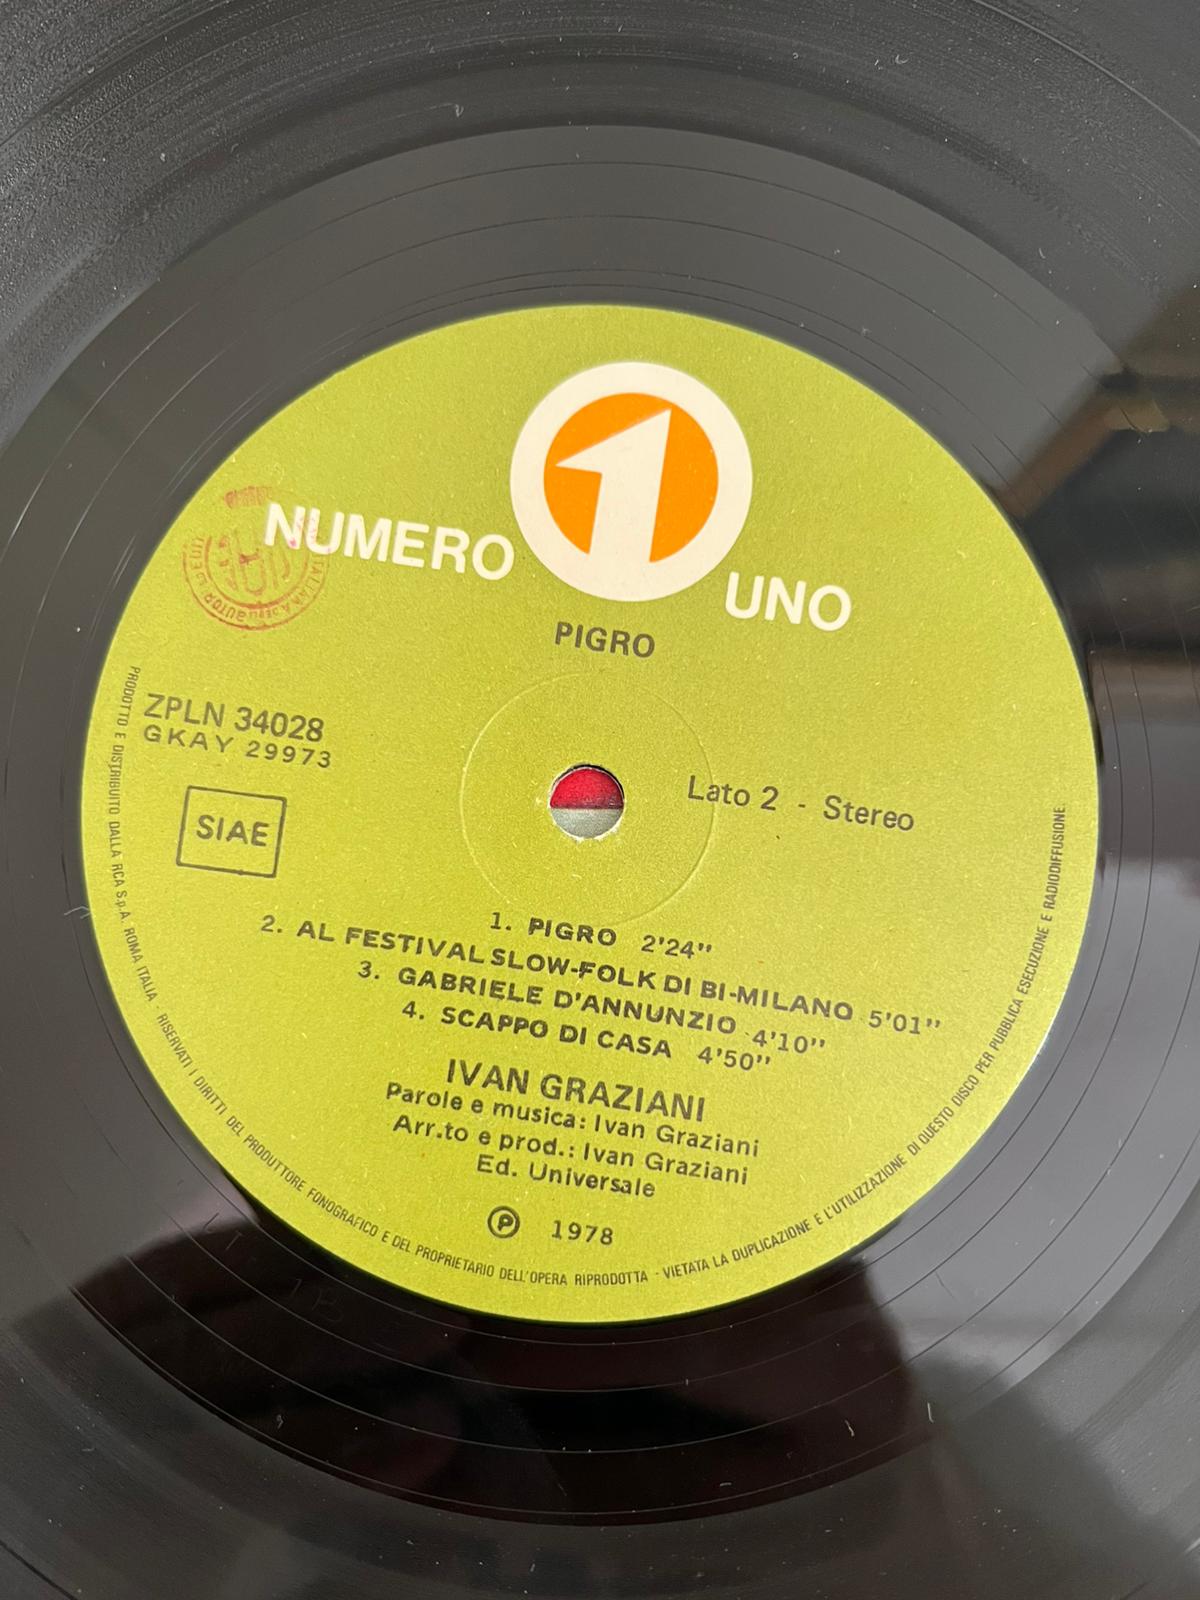 NUMERO 1 UNO
PIGRO
ZPLN 34028
GKAY 29973
SIAE
Lato 2 - Stereo
1. PIGRO 2'24"
2. AL FESTIVAL SLOW-FOLK DI BI-MILANO 5'01"
3. GABRIELE D'ANNUNZIO 4'10"
4. SCAPPO DI CASA 4'50"
IVAN GRAZIANI
Parole e musica: Ivan Graziani
Arr.to e prod.: Ivan Graziani
Ed. Universale
℗ 1978
PRODOTTO E DISTRIBUITO DALLA RCA S.p.A. ROMA ITALIA - RISERVATI I DIRITTI DEL PRODUTTORE FONOGRAFICO E DEL PROPRIETARIO DELL'OPERA RIPRODOTTA - VIETATA LA DUPLICAZIONE E L'UTILIZZAZIONE DI QUESTO DISCO PER PUBBLICA ESECUZIONE E RADIODIFFUSIONE.